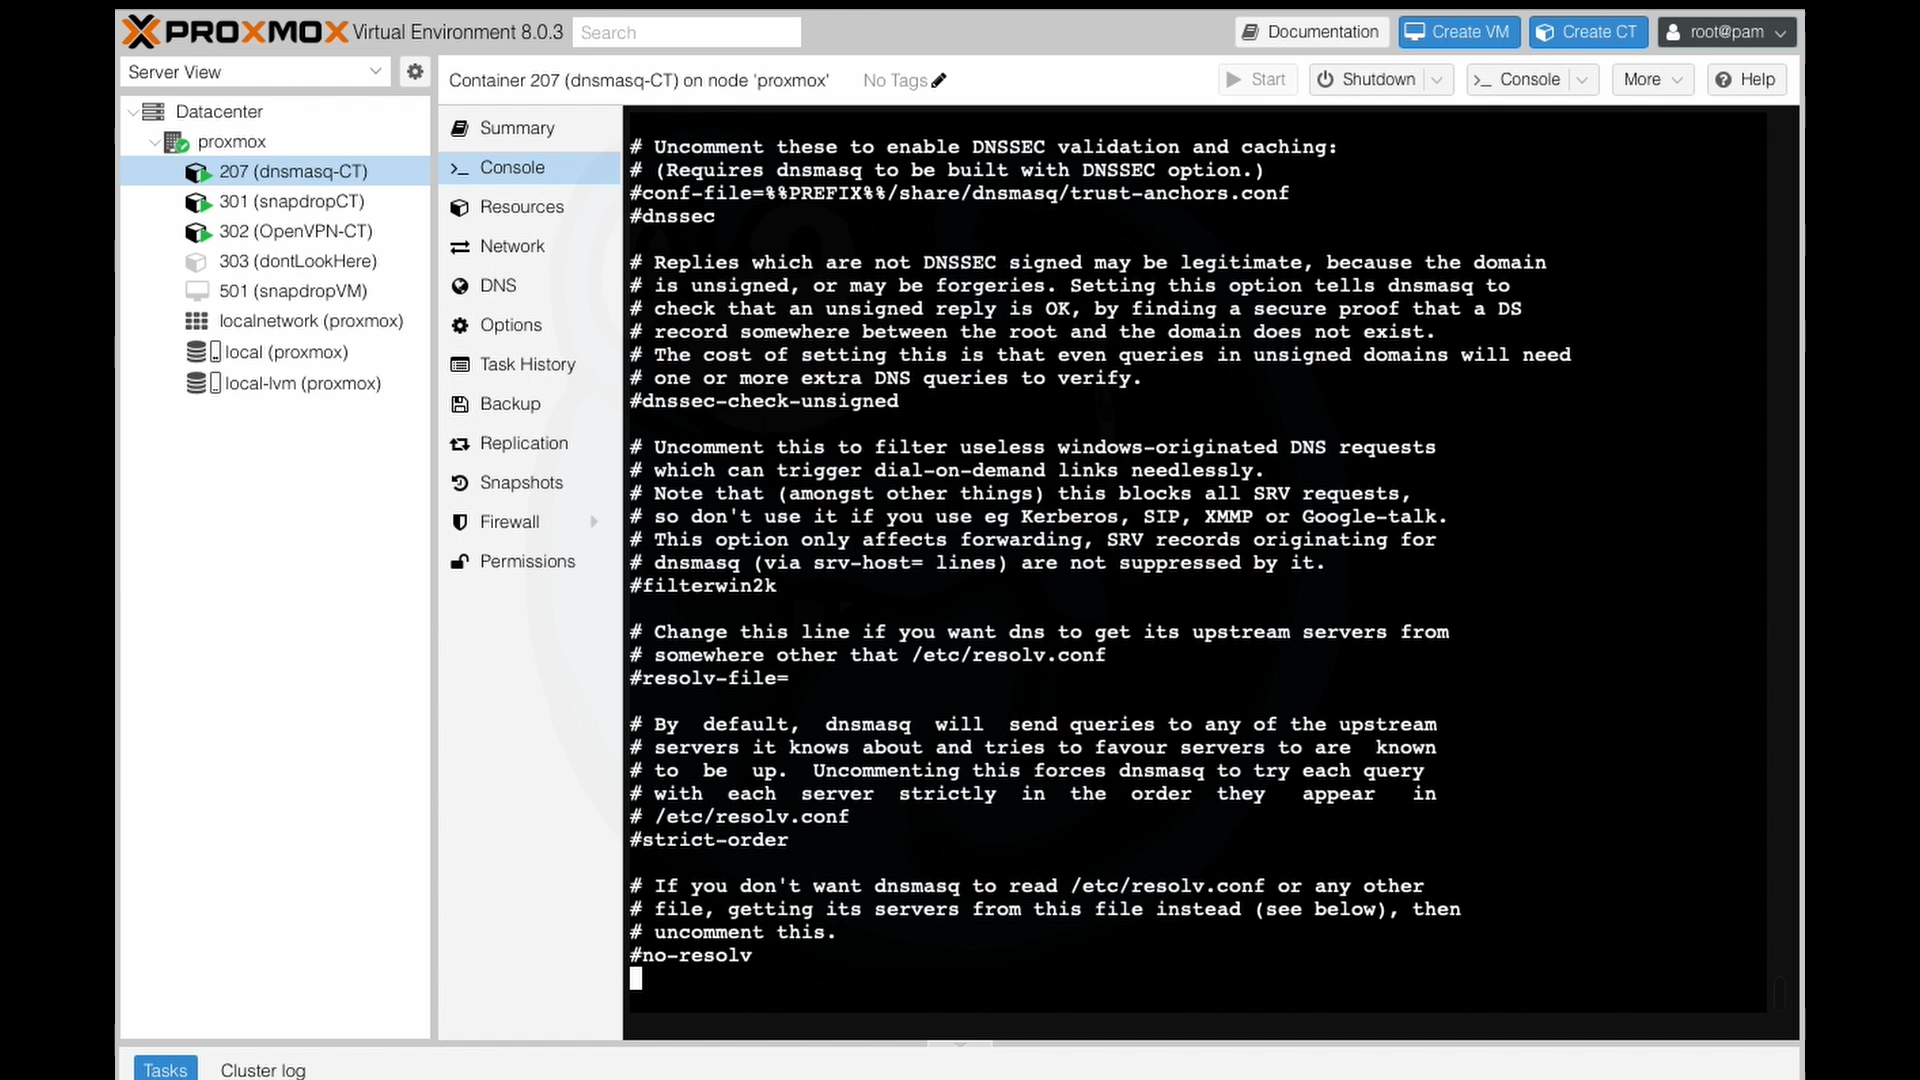 PROXMOX Virtual Environment 8.0.3 Search Documentation Create VM Create CT root@pam
Server View
Container 207 (dnsmasq-CT) on node 'proxmox' No Tags Start Shutdown Console More Help
Datacenter
proxmox
207 (dnsmasq-CT)
301 (snapdropCT)
302 (OpenVPN-CT)
303 (dontLookHere)
501 (snapdropVM)
localnetwork (proxmox)
local (proxmox)
local-lvm (proxmox)
Summary
Console
Resources
Network
DNS
Options
Task History
Backup
Replication
Snapshots
Firewall
Permissions
# Uncomment these to enable DNSSEC validation and caching:
# (Requires dnsmasq to be built with DNSSEC option.)
#conf-file=%%PREFIX%%/share/dnsmasq/trust-anchors.conf
#dnssec
# Replies which are not DNSSEC signed may be legitimate, because the domain
# is unsigned, or may be forgeries. Setting this option tells dnsmasq to
# check that an unsigned reply is OK, by finding a secure proof that a DS
# record somewhere between the root and the domain does not exist.
# The cost of setting this is that even queries in unsigned domains will need
# one or more extra DNS queries to verify.
#dnssec-check-unsigned
# Uncomment this to filter useless windows-originated DNS requests
# which can trigger dial-on-demand links needlessly.
# Note that (amongst other things) this blocks all SRV requests,
# so don't use it if you use eg Kerberos, SIP, XMMP or Google-talk.
# This option only affects forwarding, SRV records originating for
# dnsmasq (via srv-host= lines) are not suppressed by it.
#filterwin2k
# Change this line if you want dns to get its upstream servers from
# somewhere other that /etc/resolv.conf
#resolv-file=
# By  default,  dnsmasq  will  send queries to any of the upstream
# servers it knows about and tries to favour servers to are  known
# to  be  up.  Uncommenting this forces dnsmasq to try each query
# with  each  server  strictly  in  the  order  they   appear   in
# /etc/resolv.conf
#strict-order
# If you don't want dnsmasq to read /etc/resolv.conf or any other
# file, getting its servers from this file instead (see below), then
# uncomment this.
#no-resolv
Tasks Cluster log